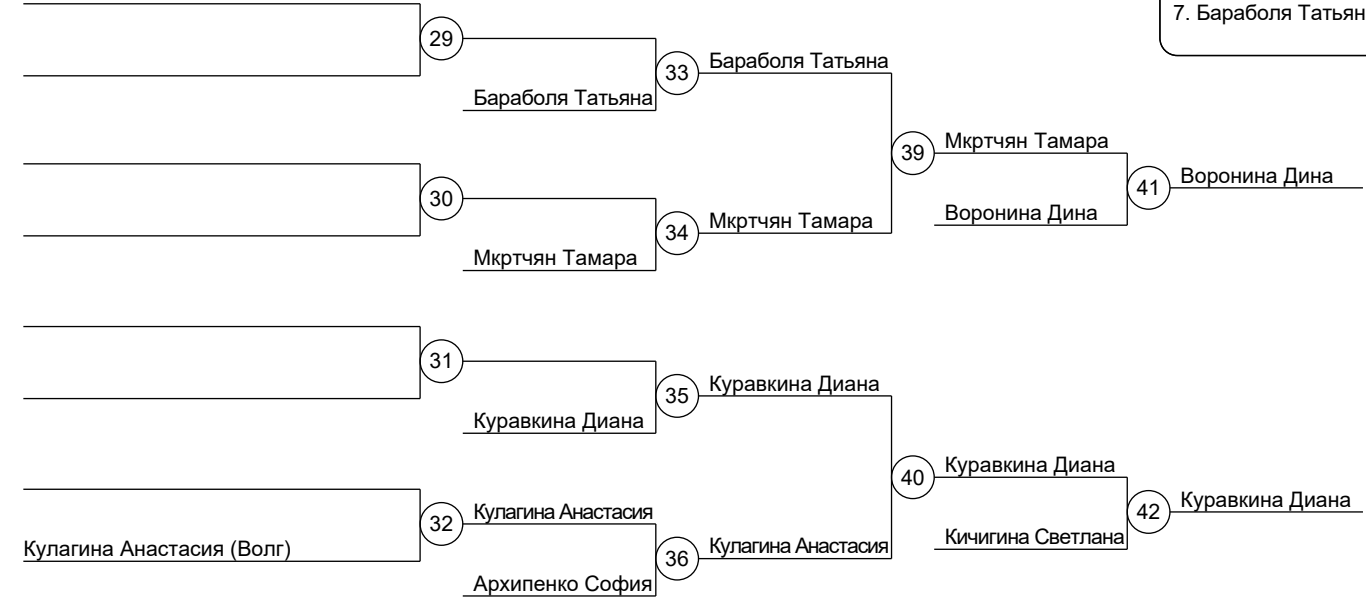 7. Бараболя Татьян
29
Бараболя Татьяна
33
Бараболя Татьяна
30
Мкртчян Тамара
34
Мкртчян Тамара
39
Мкртчян Тамара
Воронина Дина
41
Воронина Дина
31
Куравкина Диана
35
Куравкина Диана
Кулагина Анастасия (Волг)
32
Кулагина Анастасия
Архипенко София
36
Кулагина Анастасия
40
Куравкина Диана
Кичигина Светлана
42
Куравкина Диана